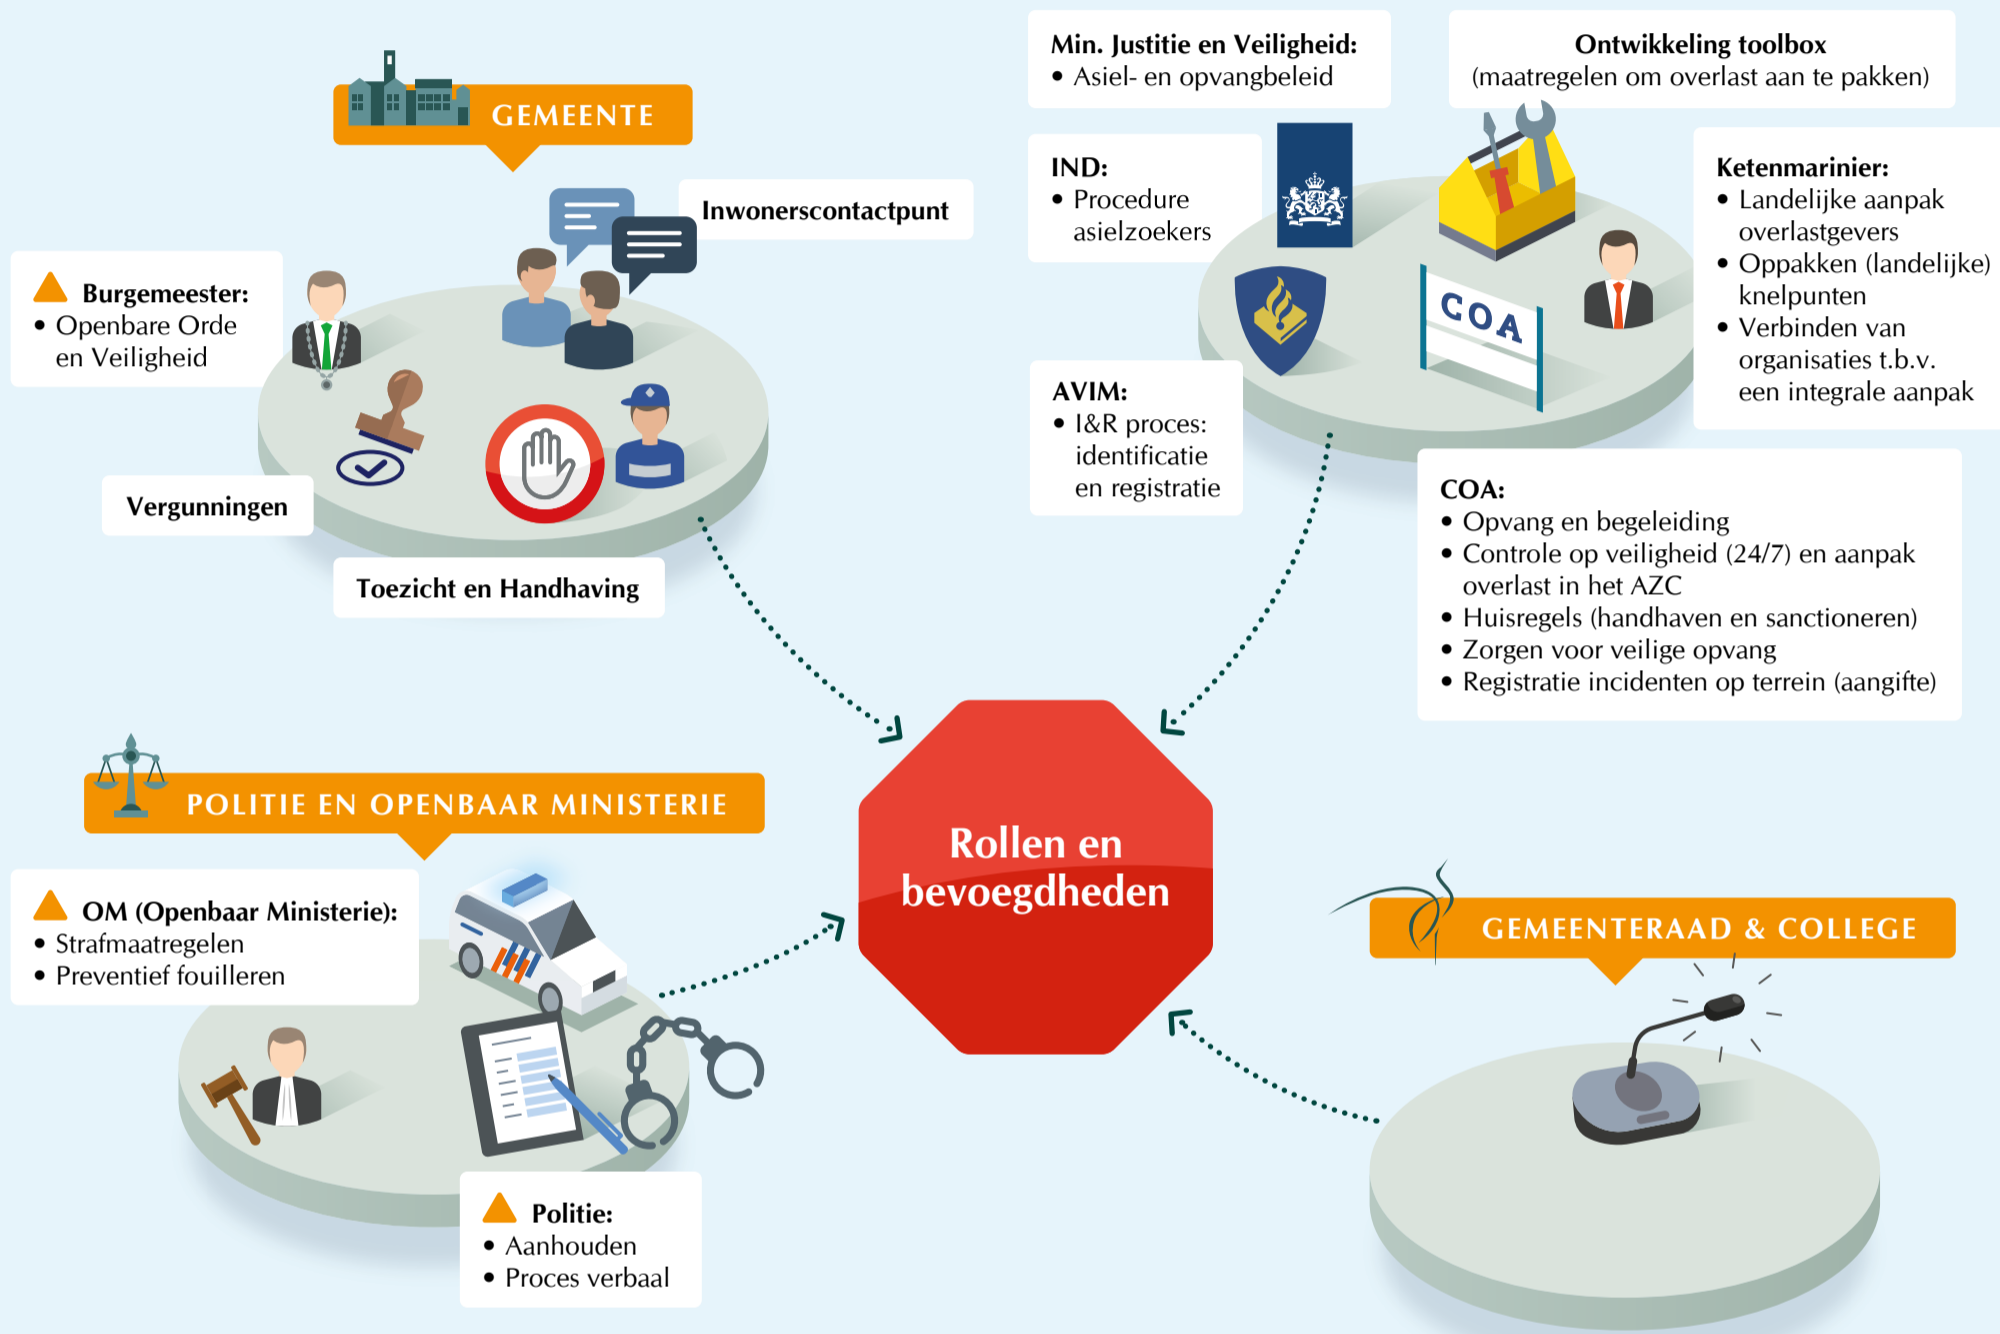 GEMEENTE
Inwonerscontactpunt
Burgemeester:
• Openbare Orde
en Veiligheid
Vergunningen
Toezicht en Handhaving
Min. Justitie en Veiligheid:
• Asiel- en opvangbeleid
Ontwikkeling toolbox
(maatregelen om overlast aan te pakken)
IND:
• Procedure
asielzoekers
Ketenmarinier:
• Landelijke aanpak
overlastgevers
• Oppakken (landelijke)
knelpunten
• Verbinden van
organisaties t.b.v.
een integrale aanpak
COA
AVIM:
• I&R proces:
identificatie
en registratie
COA:
• Opvang en begeleiding
• Controle op veiligheid (24/7) en aanpak
overlast in het AZC
• Huisregels (handhaven en sanctioneren)
• Zorgen voor veilige opvang
• Registratie incidenten op terrein (aangifte)
Rollen en
bevoegdheden
POLITIE EN OPENBAAR MINISTERIE
OM (Openbaar Ministerie):
• Strafmaatregelen
• Preventief fouilleren
Politie:
• Aanhouden
• Proces verbaal
GEMEENTERAAD & COLLEGE